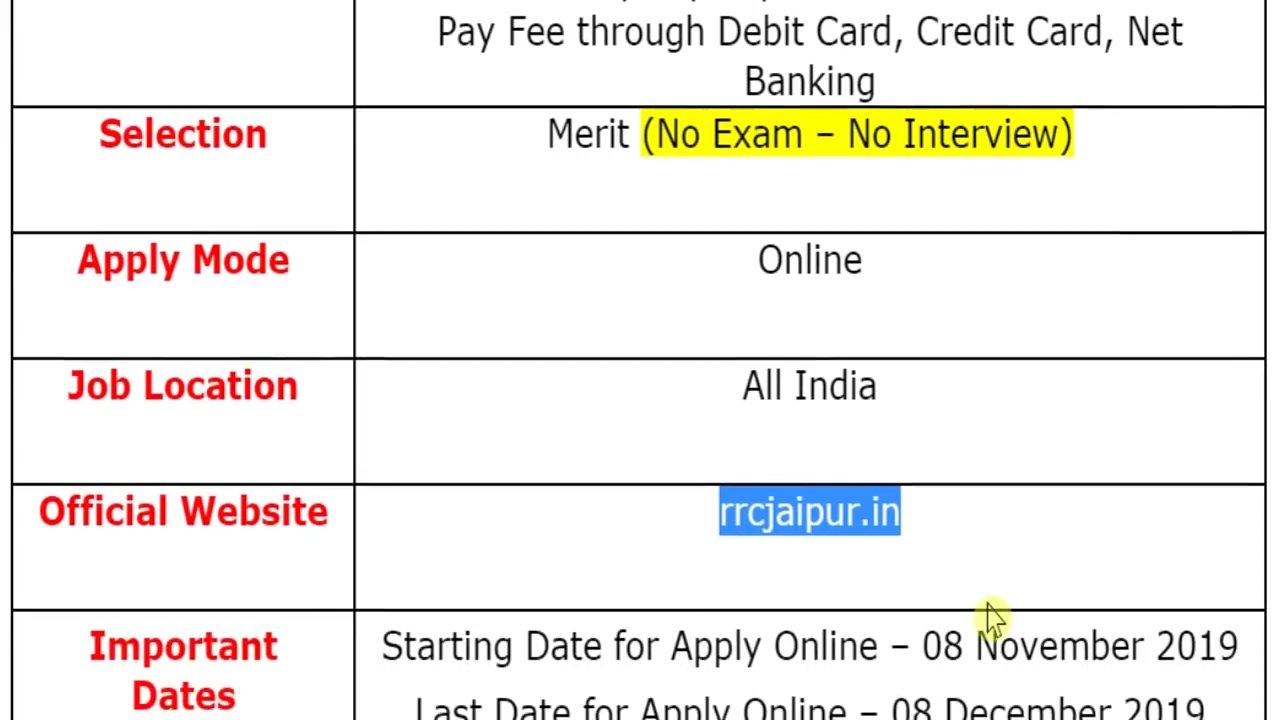 Pay Fee through Debit Card, Credit Card, Net
Banking
Selection
Merit (No Exam – No Interview)
Apply Mode
Online
Job Location
All India
Official Website
rrcjaipur.in
Important
Dates
Starting Date for Apply Online – 08 November 2019
Last Date for Apply Online – 08 December 2019